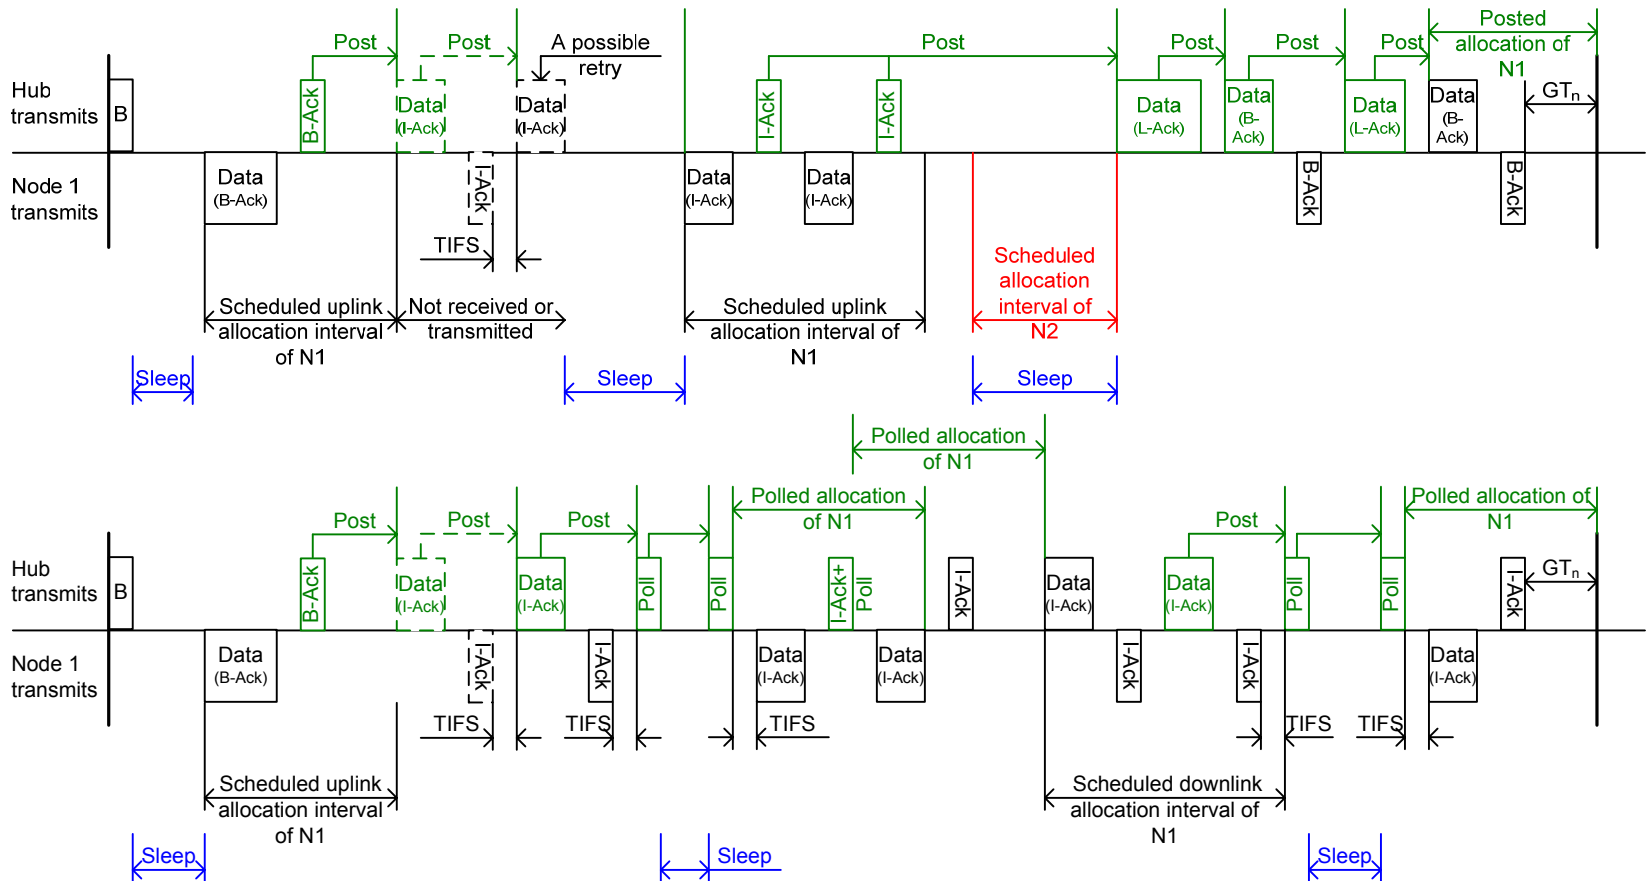 Post
Post
A possible
retry
Post
Post
Post
Post
Posted
allocation of
N1
Hub
transmits
B
B-Ack
Data
(I-Ack)
Data
(I-Ack)
I-Ack
I-Ack
Data
(L-Ack)
Data
(B-
Ack)
Data
(L-Ack)
Data
(B-
Ack)
GTn
Node 1
transmits
Data
(B-Ack)
I-Ack
Data
(I-Ack)
Data
(I-Ack)
B-Ack
B-Ack
TIFS
Scheduled uplink
allocation interval
of N1
Not received or
transmitted
Scheduled uplink
allocation interval of
N1
Scheduled
allocation
interval of
N2
Sleep
Sleep
Sleep
Polled allocation
of N1
Post
Post
Post
Polled allocation
of N1
Post
Polled allocation of
N1
Hub
transmits
B
B-Ack
Data
(I-Ack)
Data
(I-Ack)
Poll
Poll
I-Ack+
Poll
I-Ack
Data
(I-Ack)
Data
(I-Ack)
Poll
Poll
I-Ack
GTn
Node 1
transmits
Data
(B-Ack)
I-Ack
I-Ack
Data
(I-Ack)
Data
(I-Ack)
I-Ack
I-Ack
Data
(I-Ack)
TIFS
TIFS
TIFS
TIFS
TIFS
Scheduled uplink
allocation interval
of N1
Scheduled downlink
allocation interval of
N1
Sleep
Sleep
Sleep